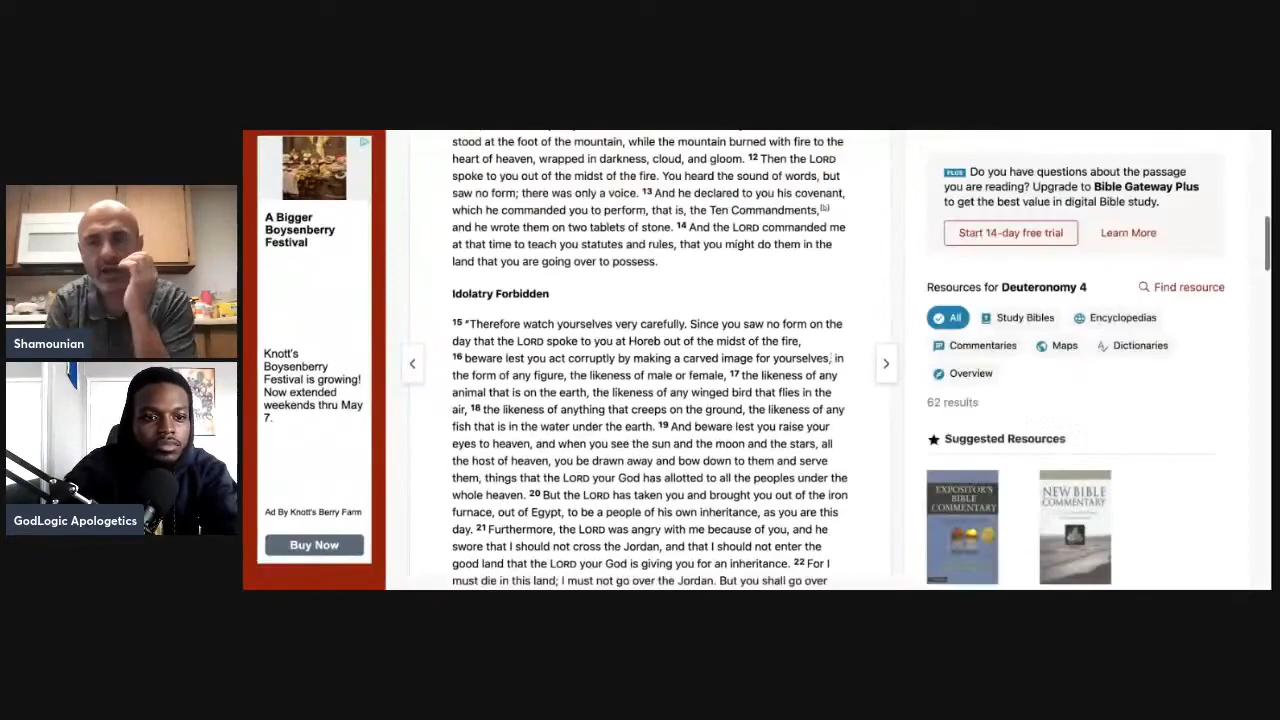 Shamounian
GodLogic Apologetics
A Bigger
Boysenberry
Festival
Knott's
Boysenberry
Festival is growing!
Now extended
weekends thru May
7.
Ad By Knott's Berry Farm
Buy Now
stood at the foot of the mountain, while the mountain burned with fire to the
heart of heaven, wrapped in darkness, cloud, and gloom. 12 Then the LORD
spoke to you out of the midst of the fire. You heard the sound of words, but
saw no form; there was only a voice. 13 And he declared to you his covenant,
which he commanded you to perform, that is, the Ten Commandments,[b]
and he wrote them on two tablets of stone. 14 And the LORD commanded me
at that time to teach you statutes and rules, that you might do them in the
land that you are going over to possess.
Idolatry Forbidden
15 “Therefore watch yourselves very carefully. Since you saw no form on the
day that the LORD spoke to you at Horeb out of the midst of the fire,
16 beware lest you act corruptly by making a carved image for yourselves, in
the form of any figure, the likeness of male or female, 17 the likeness of any
animal that is on the earth, the likeness of any winged bird that flies in the
air, 18 the likeness of anything that creeps on the ground, the likeness of any
fish that is in the water under the earth. 19 And beware lest you raise your
eyes to heaven, and when you see the sun and the moon and the stars, all
the host of heaven, you be drawn away and bow down to them and serve
them, things that the LORD your God has allotted to all the peoples under the
whole heaven. 20 But the LORD has taken you and brought you out of the iron
furnace, out of Egypt, to be a people of his own inheritance, as you are this
day. 21 Furthermore, the LORD was angry with me because of you, and he
swore that I should not cross the Jordan, and that I should not enter the
good land that the LORD your God is giving you for an inheritance. 22 For I
must die in this land; I must not go over the Jordan. But you shall go over
PLUS Do you have questions about the passage
you are reading? Upgrade to Bible Gateway Plus
to get the best value in digital Bible study.
Start 14-day free trial
Learn More
Resources for Deuteronomy 4
Find resource
All
Study Bibles
Encyclopedias
Commentaries
Maps
Dictionaries
Overview
62 results
Suggested Resources
EXPOSITOR'S
BIBLE
COMMENTARY
NEW BIBLE
COMMENTARY